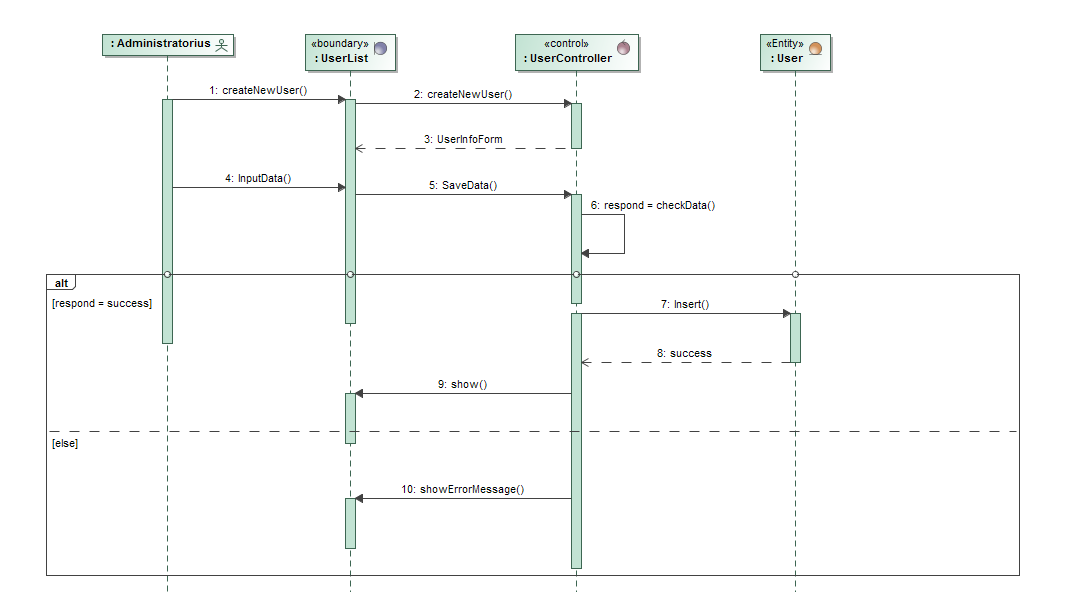 : Administratorius
«boundary»
: UserList
«control»
: UserController
«Entity»
: User
1: createNewUser()
2: createNewUser()
3: UserInfoForm
4: InputData()
5: SaveData()
6: respond = checkData()
alt
[respond = success]
7: Insert()
8: success
9: show()
[else]
10: showErrorMessage()